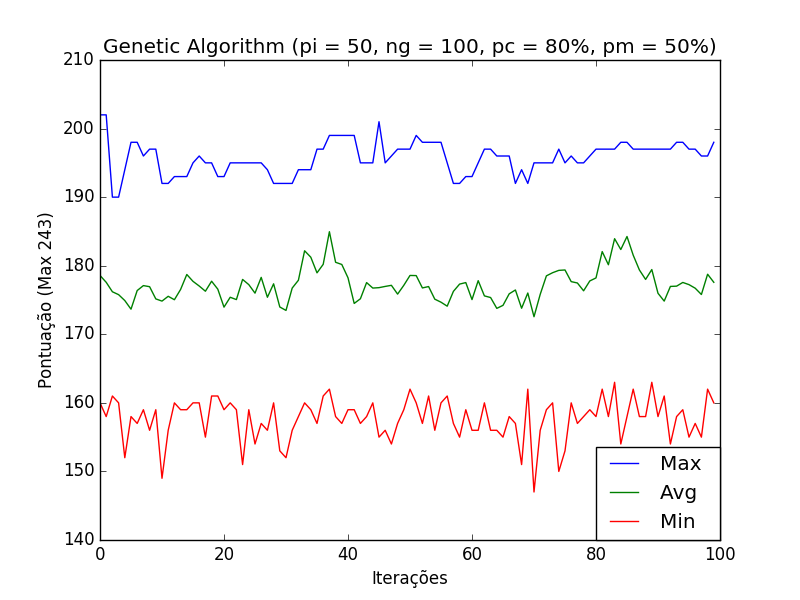 Genetic Algorithm (pi = 50, ng = 100, pc = 80%, pm = 50%)
210
200
190
180
170
160
150
140
Pontuação (Max 243)
0 20 40 60 80 100
Iterações
Max
Avg
Min